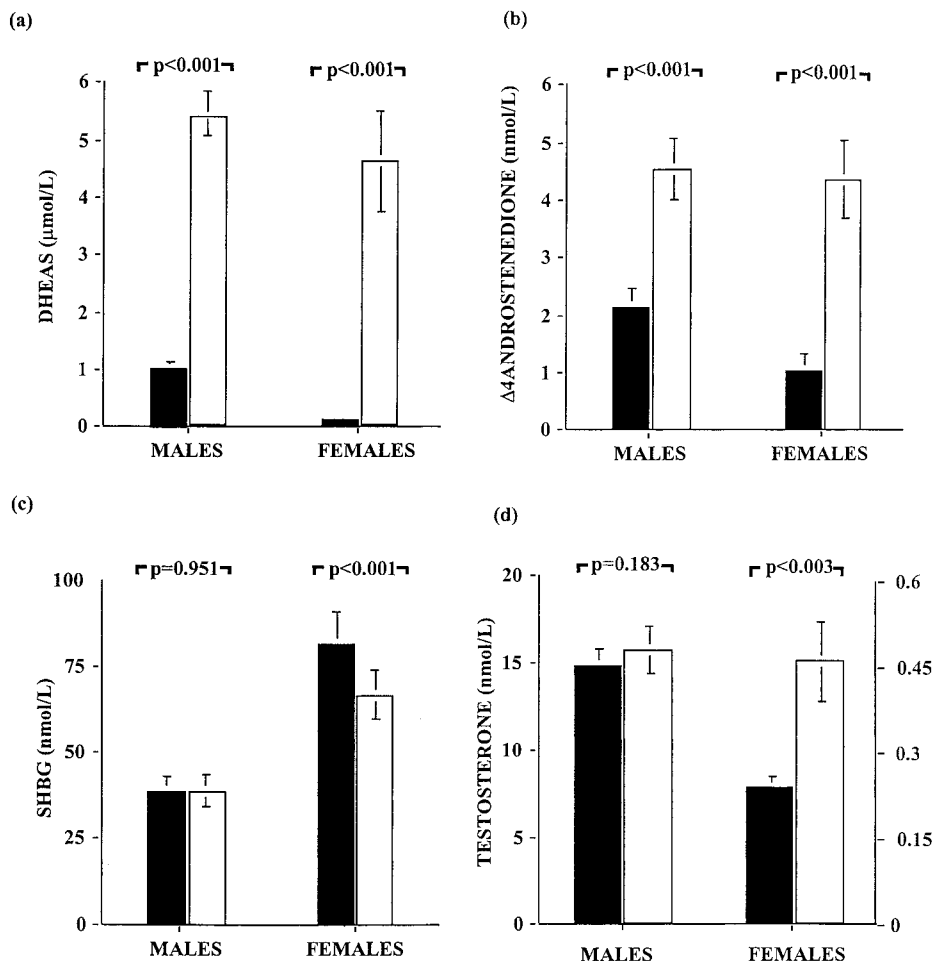 (a)
(b)
p<0.001
p<0.001
p<0.001
p<0.001
6
5
4
3
2
1
0
DHEAS (µmol/L)
MALES
FEMALES
6
5
4
3
2
1
0
Δ4ANDROSTENEDIONE (nmol/L)
MALES
FEMALES
(c)
(d)
p=0.951
p<0.001
p=0.183
p<0.003
100
75
50
25
0
SHBG (nmol/L)
MALES
FEMALES
20
15
10
5
0
TESTOSTERONE (nmol/L)
0.6
0.45
0.3
0.15
0
MALES
FEMALES